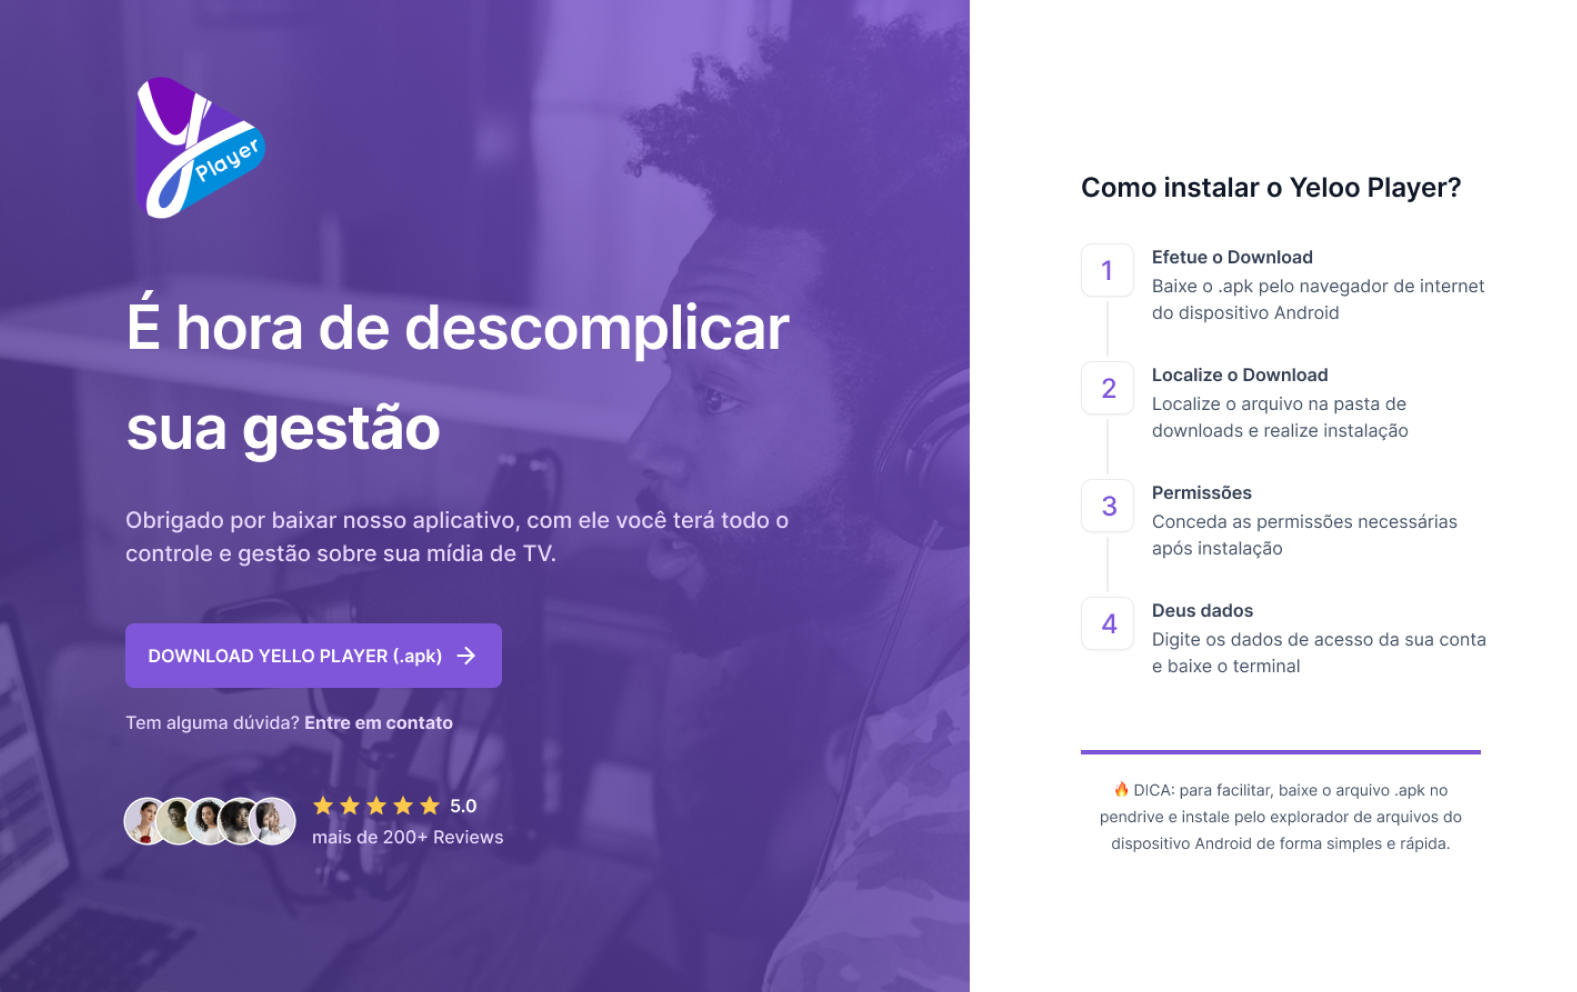 Y Player
É hora de descomplicar
sua gestão
Obrigado por baixar nosso aplicativo, com ele você terá todo o
controle e gestão sobre sua mídia de TV.
DOWNLOAD YELLO PLAYER (.apk)
Tem alguma dúvida? Entre em contato
5.0
mais de 200+ Reviews
Como instalar o Yeloo Player?
1
Efetue o Download
Baixe o .apk pelo navegador de internet
do dispositivo Android
2
Localize o Download
Localize o arquivo na pasta de
downloads e realize instalação
3
Permissões
Conceda as permissões necessárias
após instalação
4
Deus dados
Digite os dados de acesso da sua conta
e baixe o terminal
🔥 DICA: para facilitar, baixe o arquivo .apk no
pendrive e instale pelo explorador de arquivos do
dispositivo Android de forma simples e rápida.